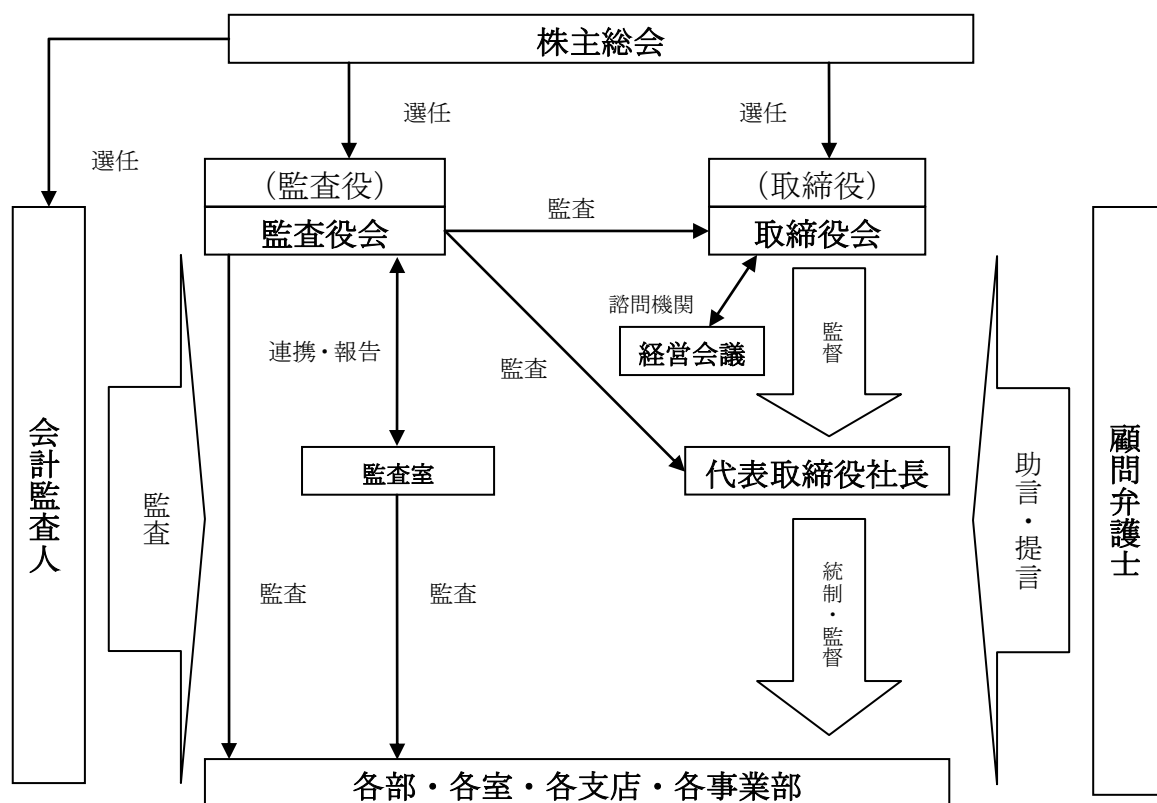 株主総会
選任
選任
選任
（監査役）
（取締役）
監査役会
監査
取締役会
諮問機関
経営会議
監督
連携・報告
監査
監査室
代表取締役社長
会計監査人
監査
助言・提言
顧問弁護士
監査
監査
統制・監督
各部・各室・各支店・各事業部